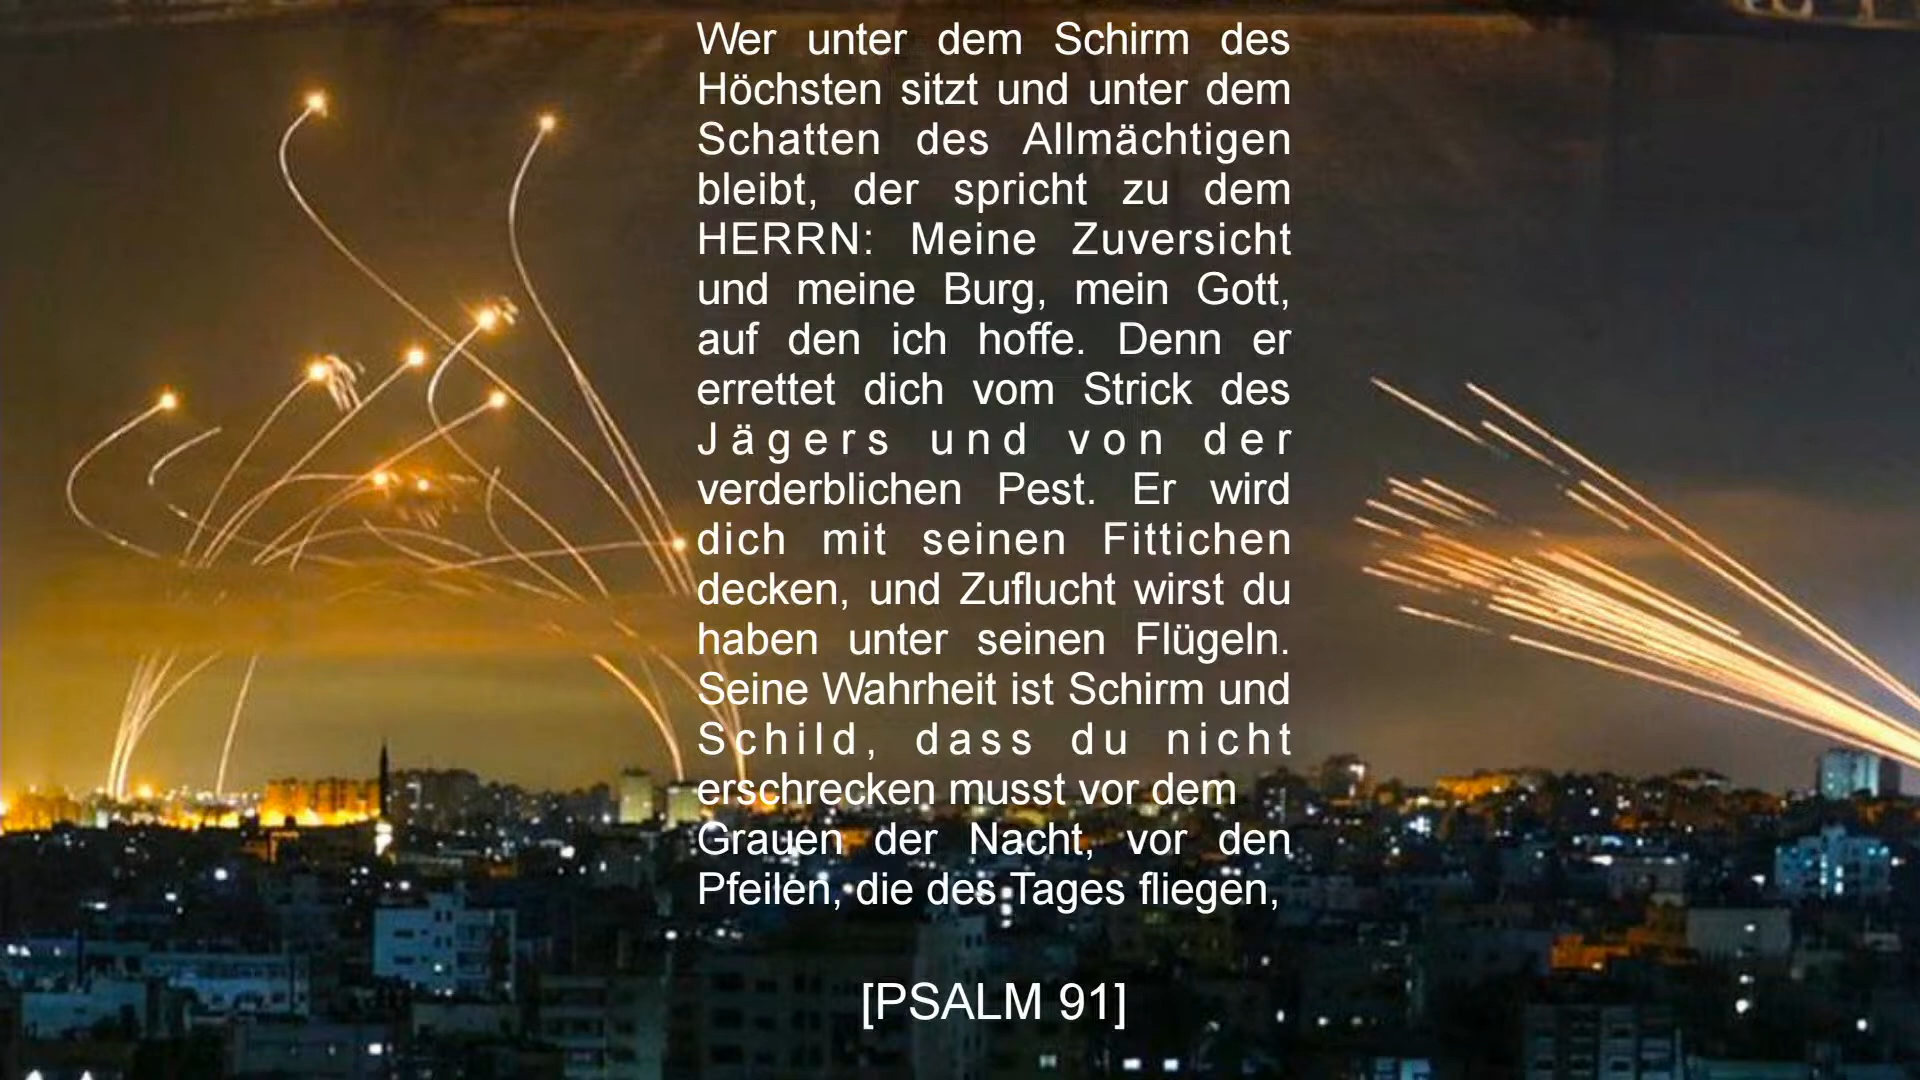 Wer unter dem Schirm des
Höchsten sitzt und unter dem
Schatten des Allmächtigen
bleibt, der spricht zu dem
HERRN: Meine Zuversicht
und meine Burg, mein Gott,
auf den ich hoffe. Denn er
errettet dich vom Strick des
Jägers und von der
verderblichen Pest. Er wird
dich mit seinen Fittichen
decken, und Zuflucht wirst du
haben unter seinen Flügeln.
Seine Wahrheit ist Schirm und
Schild, dass du nicht
erschrecken musst vor dem
Grauen der Nacht, vor den
Pfeilen, die des Tages fliegen,
[PSALM 91]